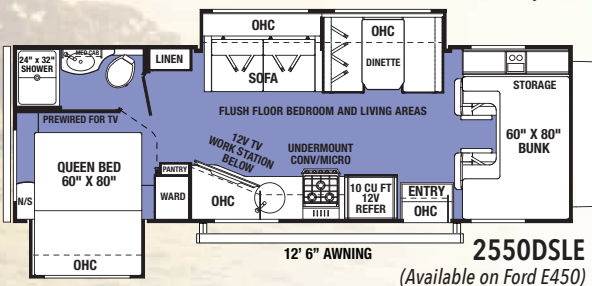 OHC
OHC
24" x 32"
SHOWER
MED CAB
LINEN
SOFA
DINETTE
STORAGE
PREWIRED FOR TV
FLUSH FLOOR BEDROOM AND LIVING AREAS
60" X 80"
BUNK
QUEEN BED
60" X 80"
12V TV
WORK STATION
BELOW
UNDERMOUNT
CONV/MICRO
PANTRY
N/S
WARD
OHC
10 CU FT
12V
REFER
ENTRY
OHC
OHC
12' 6" AWNING
2550DSLE
(Available on Ford E450)